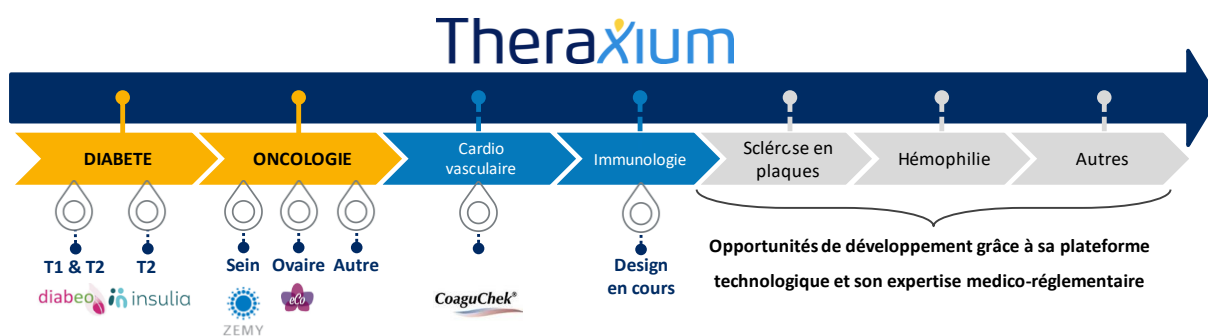 Theraxium
DIABETE
ONCOLOGIE
Cardio
vasculaire
Immunologie
Sclérose en
plaques
Hémophilie
Autres
T1 & T2
T2
Sein
Ovaire
Autre
Design
en cours
diabeo
insulia
ZEMY
eCo
CoaguChek®
Opportunités de développement grâce à sa plateforme
technologique et son expertise medico-réglementaire